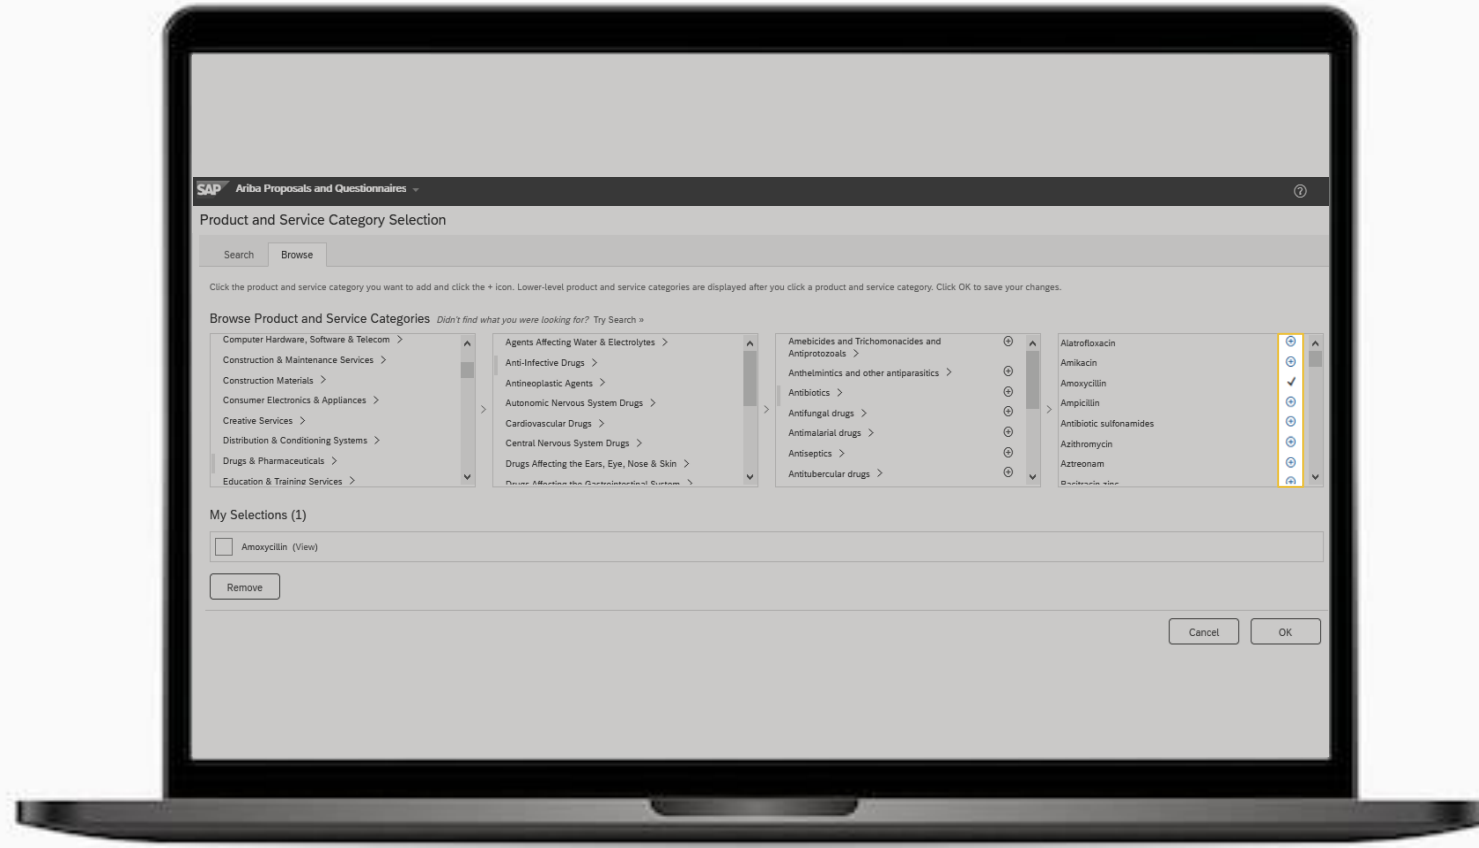 SAP Ariba Proposals and Questionnaires
Product and Service Category Selection
Search Browse
Click the product and service category you want to add and click the + icon. Lower-level product and service categories are displayed after you click a product and service category. Click OK to save your changes.
Browse Product and Service Categories Didn't find what you were looking for? Try Search »
Computer Hardware, Software & Telecom >
Construction & Maintenance Services >
Construction Materials >
Consumer Electronics & Appliances >
Creative Services >
Distribution & Conditioning Systems >
Drugs & Pharmaceuticals >
Education & Training Services >
Agents Affecting Water & Electrolytes >
Anti-Infective Drugs >
Antineoplastic Agents >
Autonomic Nervous System Drugs >
Cardiovascular Drugs >
Central Nervous System Drugs >
Drugs Affecting the Ears, Eye, Nose & Skin >
Drugs Affecting the Gastrointestinal System >
Amebicides and Trichomonacides and
Antiprotozoals >
Anthelmintics and other antiparasitics >
Antibiotics >
Antifungal drugs >
Antimalarial drugs >
Antiseptics >
Antitubercular drugs >
Alatrofloxacin
Amikacin
Amoxycillin
Ampicillin
Antibiotic sulfonamides
Azithromycin
Aztreonam
Bacitracin zinc
My Selections (1)
Amoxycillin (View)
Remove
Cancel OK